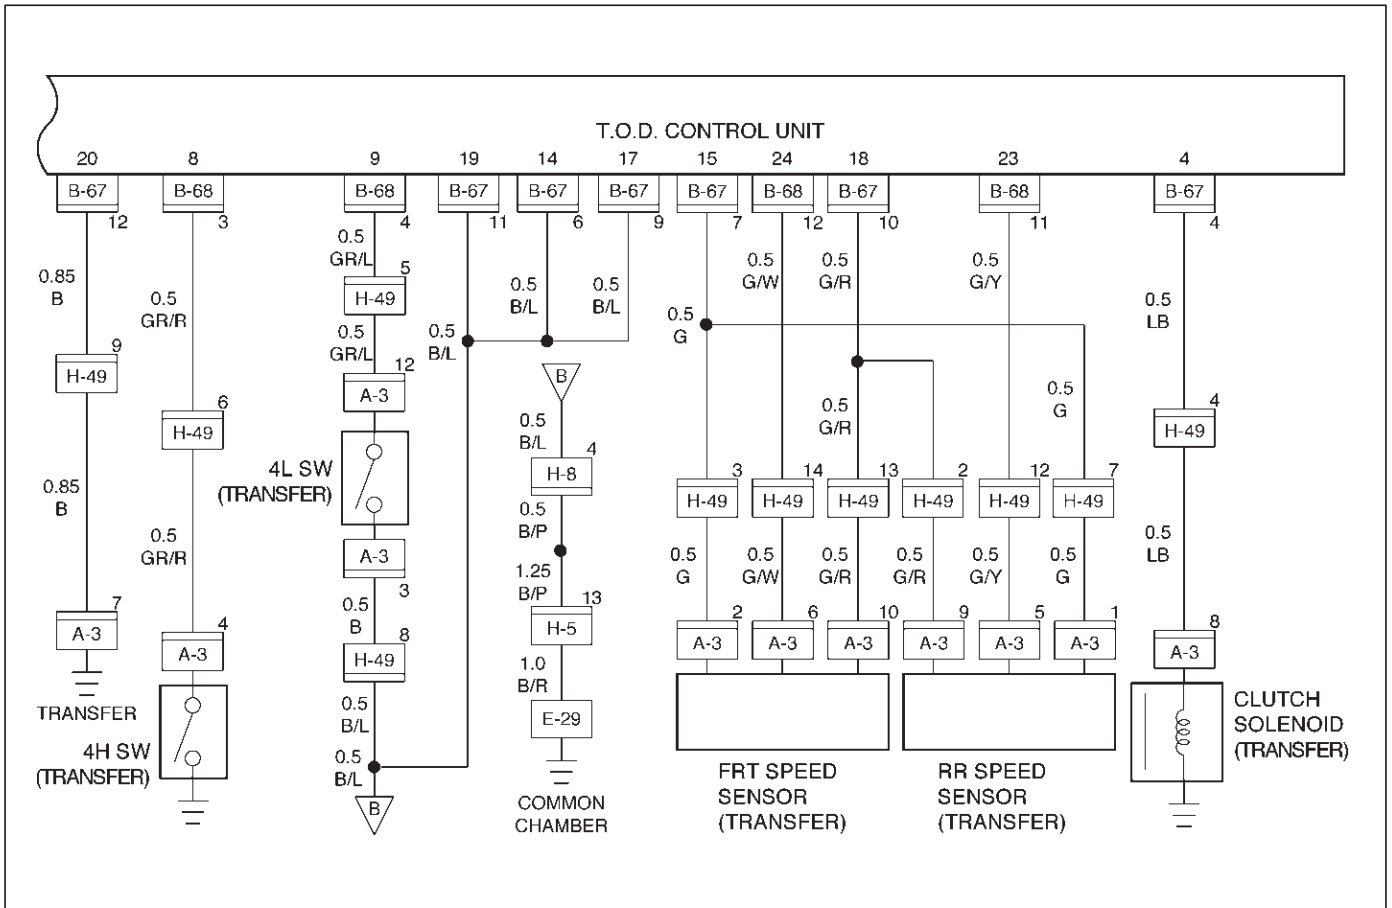 T.O.D. CONTROL UNIT
20 8 9 19 14 17 15 24 18 23 4
B-67 B-68 B-68 B-67 B-67 B-67 B-67 B-68 B-67 B-68 B-67
12 3 4 11 6 9 7 12 10 11 4
0.5
GR/L
0.5
G/W
0.5
G/R
0.5
G/Y
5
H-49
0.85
B
0.5
GR/R
0.5
B/L
0.5
B/L
0.5
LB
0.5
G
0.5
GR/L
0.5
B/L
9
H-49
12
A-3
B
0.5
G/R
0.5
G
6
H-49
4
H-49
0.5
B/L
4
H-8
4L SW
(TRANSFER)
3 14 13 2 12 7
H-49 H-49 H-49 H-49 H-49 H-49
0.85
B
0.5
B/P
0.5
GR/R
A-3
3
0.5
G
0.5
G/W
0.5
G/R
0.5
G/R
0.5
G/Y
0.5
G
0.5
LB
1.25
B/P
7
A-3
0.5
B
13
H-5
2 6 10 9 5 1
A-3 A-3 A-3 A-3 A-3 A-3
4
A-3
8
H-49
8
A-3
1.0
B/R
TRANSFER
0.5
B/L
E-29
CLUTCH
SOLENOID
(TRANSFER)
4H SW
(TRANSFER)
0.5
B/L
B
COMMON
CHAMBER
FRT SPEED
SENSOR
(TRANSFER)
RR SPEED
SENSOR
(TRANSFER)